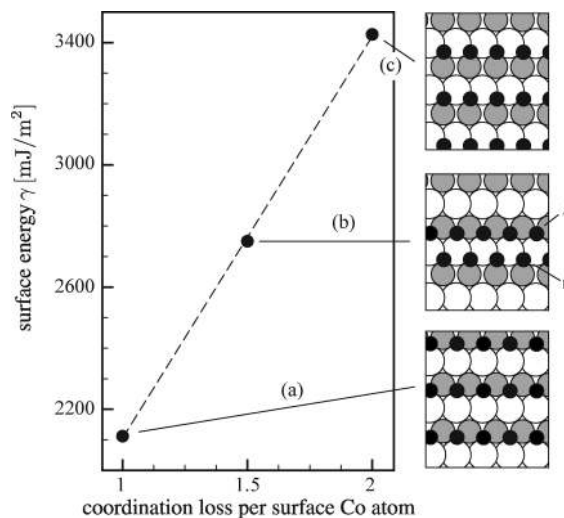 3400
3000
2600
2200
surface energy γ [mJ/m²]
(c)
(b)
(a)
1
1.5
2
coordination loss per surface Co atom